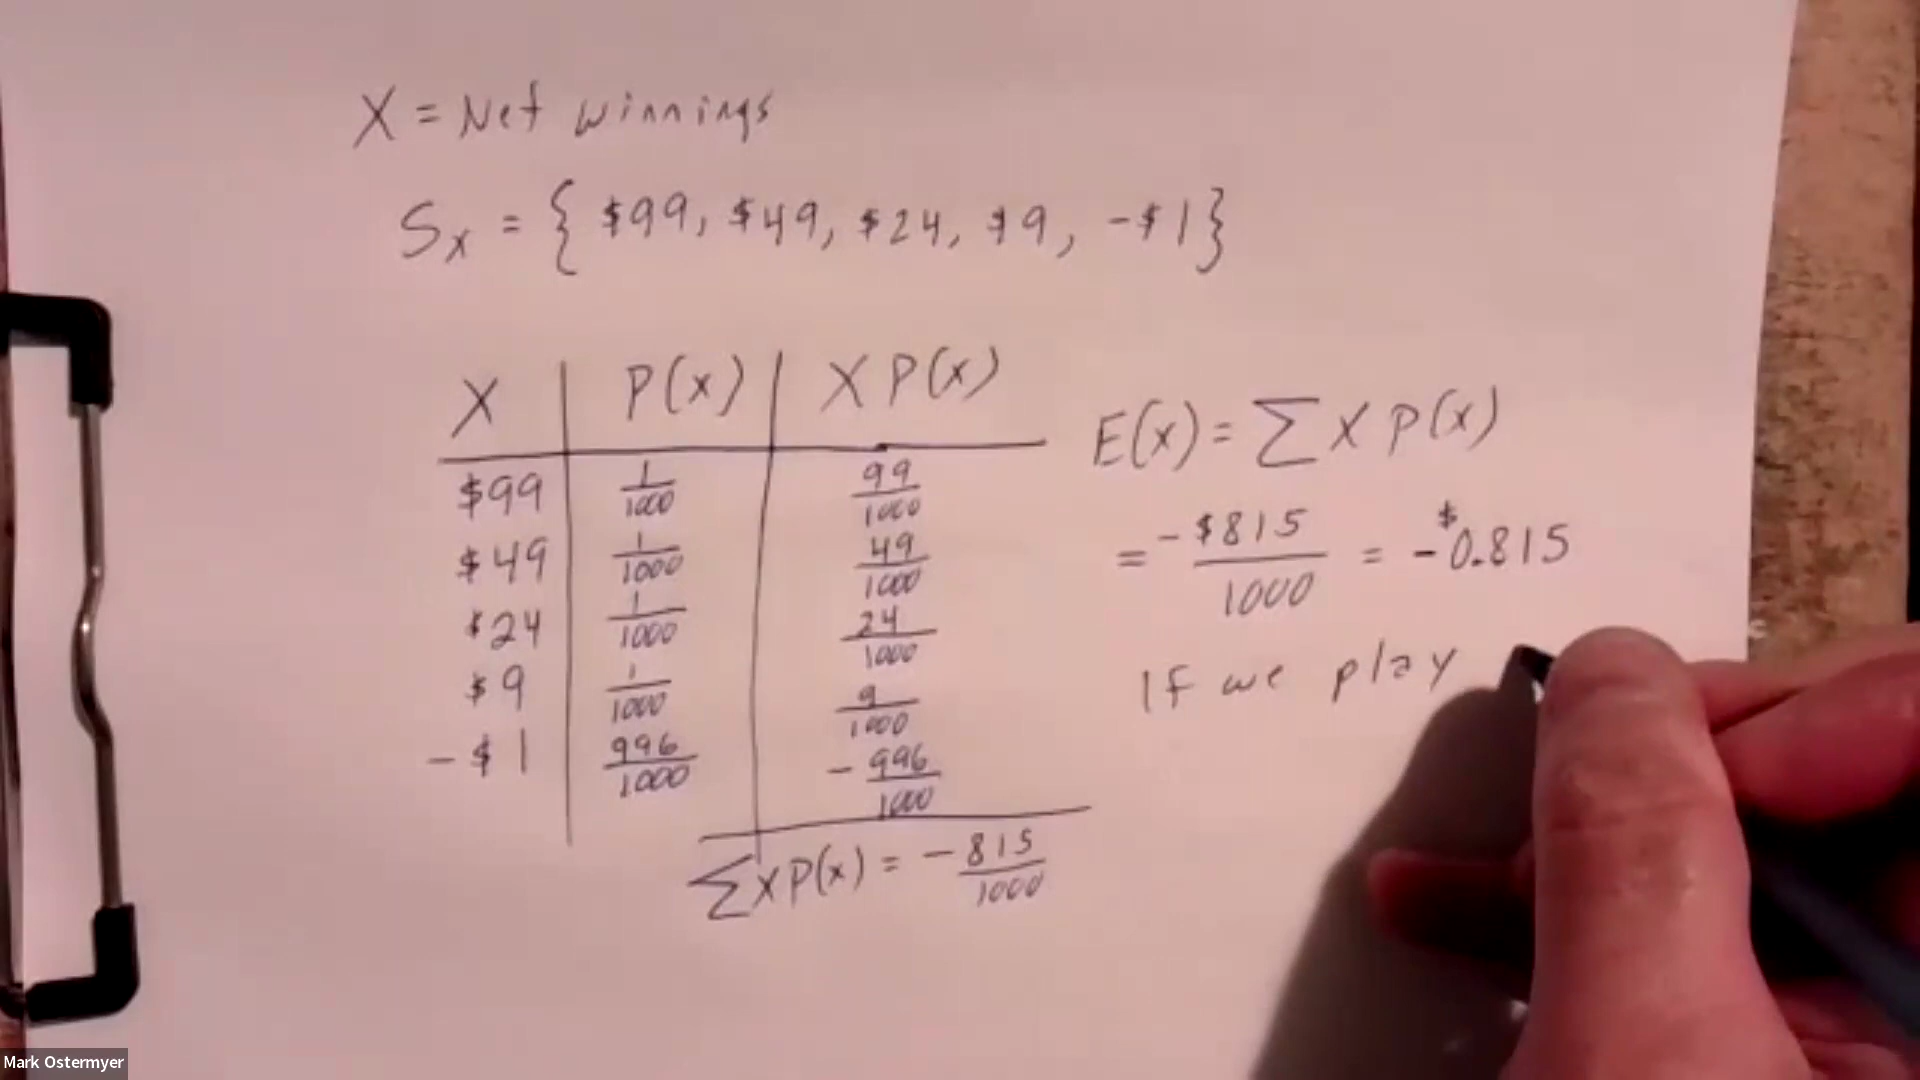 X = Net winnings
Sx = { $99, $49, $24, $9, -$1}
X P(x) X P(x)
$99 1/1000 99/1000
$49 1/1000 49/1000
$24 1/1000 24/1000
$9 1/1000 9/1000
-$1 996/1000 -996/1000
∑XP(x) = -815/1000
E(x) = ∑ X P(x)
= -$815/1000 = -$0.815
If we play
Mark Ostermyer